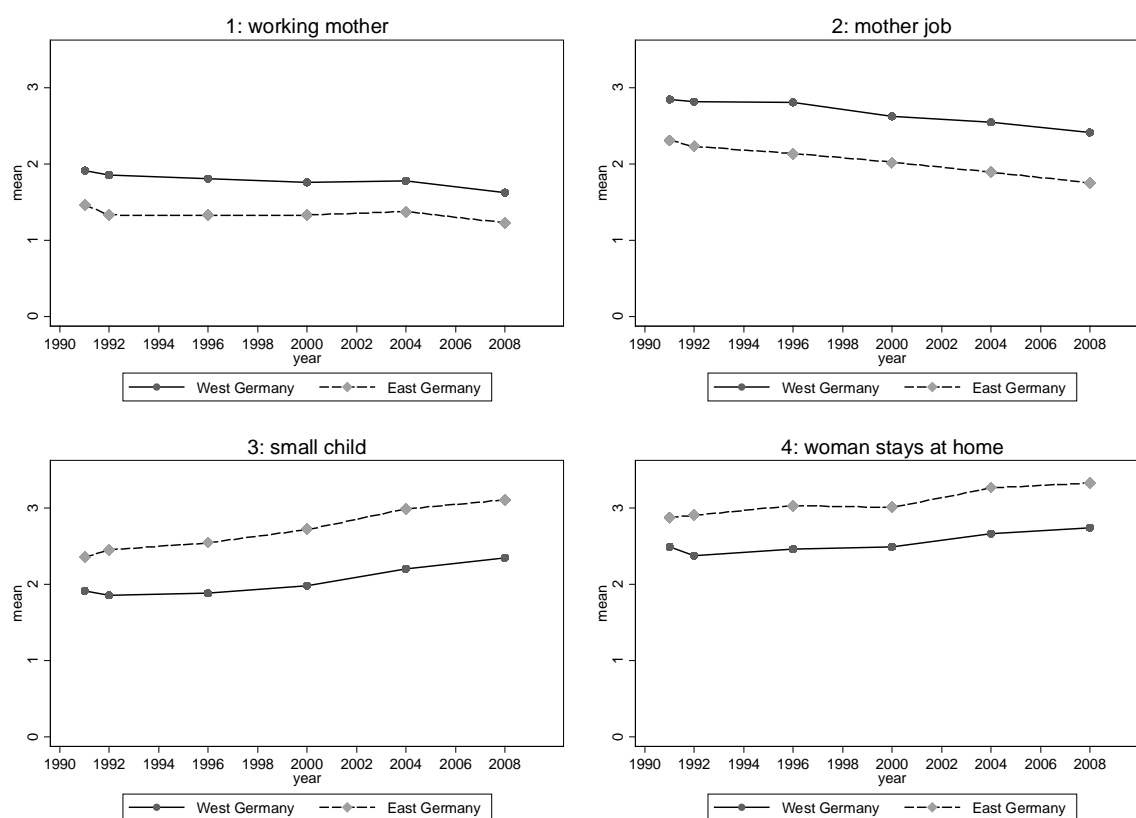 1: working mother
mean
3
2
1
0
1990 1992 1994 1996 1998 2000 2002 2004 2006 2008
year
West Germany East Germany
2: mother job
mean
3
2
1
0
1990 1992 1994 1996 1998 2000 2002 2004 2006 2008
year
West Germany East Germany
3: small child
mean
3
2
1
0
1990 1992 1994 1996 1998 2000 2002 2004 2006 2008
year
West Germany East Germany
4: woman stays at home
mean
3
2
1
0
1990 1992 1994 1996 1998 2000 2002 2004 2006 2008
year
West Germany East Germany